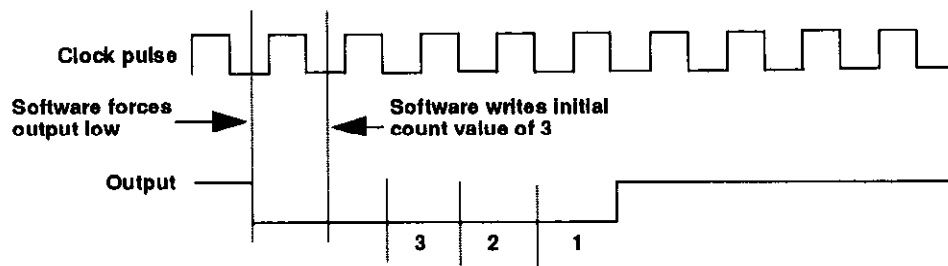 Clock pulse
Software forces
output low
Software writes initial
count value of 3
Output
3 2 1